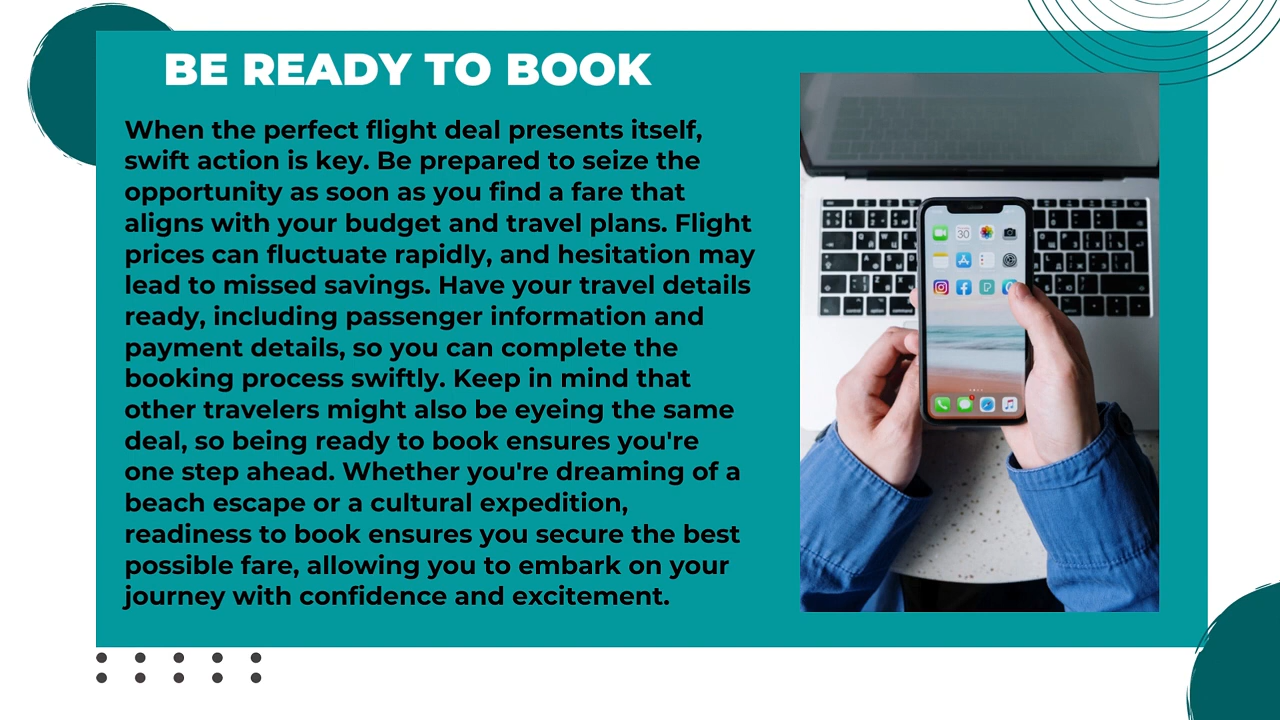 BE READY TO BOOK
When the perfect flight deal presents itself,
swift action is key. Be prepared to seize the
opportunity as soon as you find a fare that
aligns with your budget and travel plans. Flight
prices can fluctuate rapidly, and hesitation may
lead to missed savings. Have your travel details
ready, including passenger information and
payment details, so you can complete the
booking process swiftly. Keep in mind that
other travelers might also be eyeing the same
deal, so being ready to book ensures you're
one step ahead. Whether you're dreaming of a
beach escape or a cultural expedition,
readiness to book ensures you secure the best
possible fare, allowing you to embark on your
journey with confidence and excitement.
30